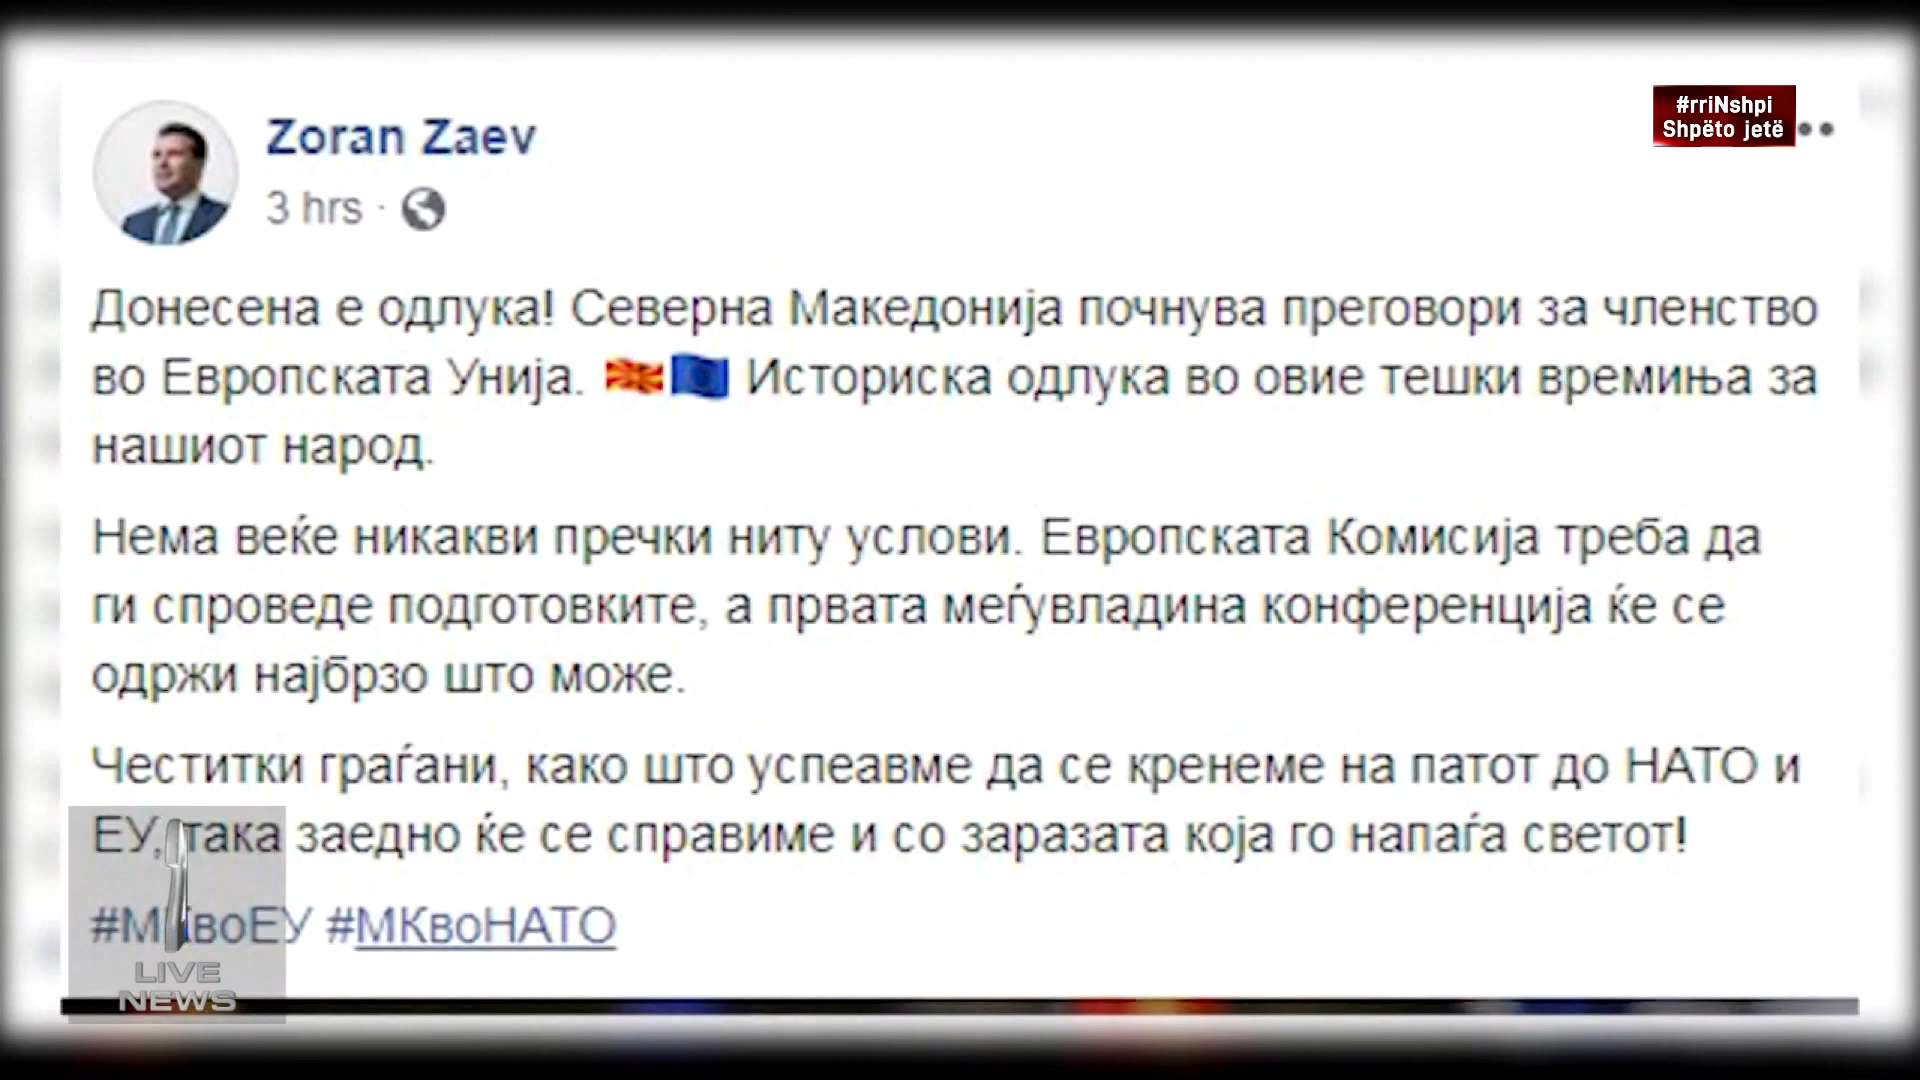 Zoran Zaev
3 hrs ·
#rriNshpi
Shpëto jetë
Донесена е одлука! Северна Македонија почнува преговори за членство
во Европската Унија. 🇲🇰🇪🇺 Историска одлука во овие тешки времиња за
нашиот народ.
Нема веќе никакви пречки ниту услови. Европската Комисија треба да
ги спроведе подготовките, а првата меѓувладина конференција ќе се
одржи најбрзо што може.
Честитки граѓани, како што успеавме да се кренеме на патот до НАТО и
ЕУ, така заедно ќе се справиме и со заразата која го напаѓа светот!
#МКвоЕУ #МКвоНАТО
LIVE
NEWS